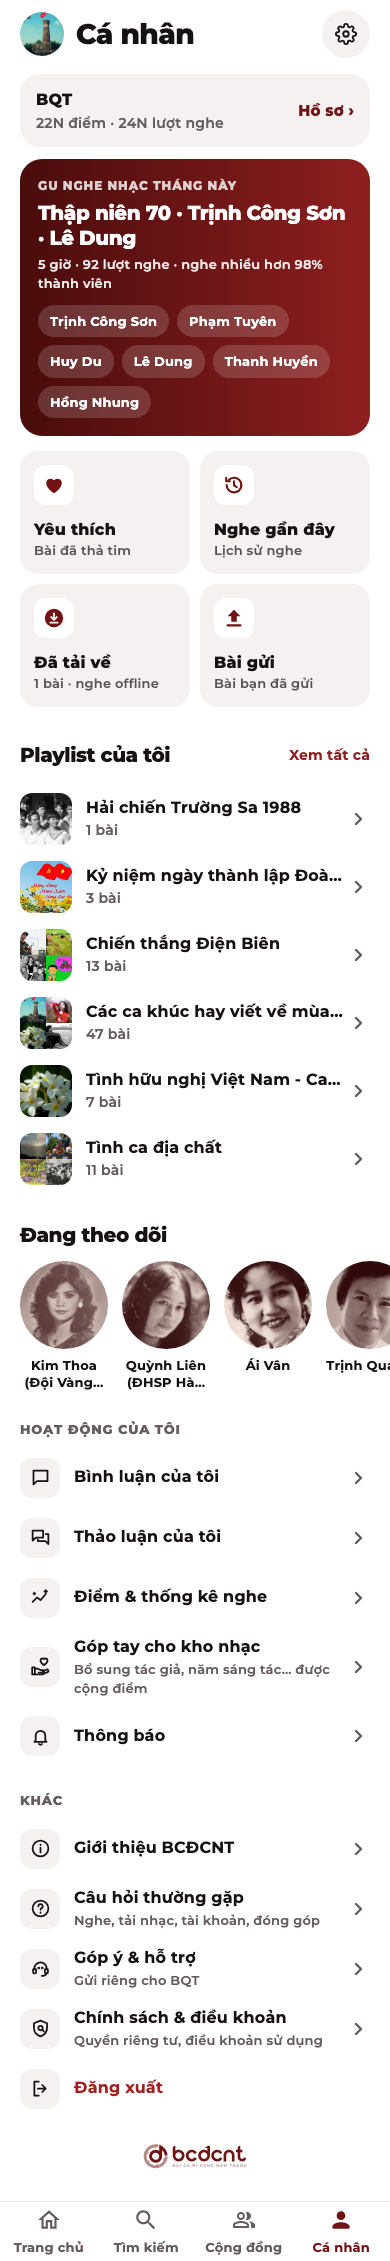 Cá nhân
BQT
22N điểm · 24N lượt nghe
Hồ sơ ›
GU NGHE NHẠC THÁNG NÀY
Thập niên 70 · Trịnh Công Sơn
· Lê Dung
5 giờ · 92 lượt nghe · nghe nhiều hơn 98%
thành viên
Trịnh Công Sơn
Phạm Tuyên
Huy Du
Lê Dung
Thanh Huyền
Hồng Nhung
Yêu thích
Bài đã thả tim
Nghe gần đây
Lịch sử nghe
Đã tải về
1 bài · nghe offline
Bài gửi
Bài bạn đã gửi
Playlist của tôi
Xem tất cả
Hải chiến Trường Sa 1988
1 bài
Kỷ niệm ngày thành lập Đoà...
3 bài
Chiến thắng Điện Biên
13 bài
Các ca khúc hay viết về mùa...
47 bài
Tình hữu nghị Việt Nam - Ca...
7 bài
Tình ca địa chất
11 bài
Đang theo dõi
Kim Thoa
(Đội Vàng...
Quỳnh Liên
(ĐHSP Hà...
Ái Vân
Trịnh Qu
HOẠT ĐỘNG CỦA TÔI
Bình luận của tôi
Thảo luận của tôi
Điểm & thống kê nghe
Góp tay cho kho nhạc
Bổ sung tác giả, năm sáng tác... được
cộng điểm
Thông báo
KHÁC
Giới thiệu BCĐCNT
Câu hỏi thường gặp
Nghe, tải nhạc, tài khoản, đóng góp
Góp ý & hỗ trợ
Gửi riêng cho BQT
Chính sách & điều khoản
Quyền riêng tư, điều khoản sử dụng
Đăng xuất
bcdcnt
BÀI CA ĐI CÙNG NĂM THÁNG
Trang chủ
Tìm kiếm
Cộng đồng
Cá nhân